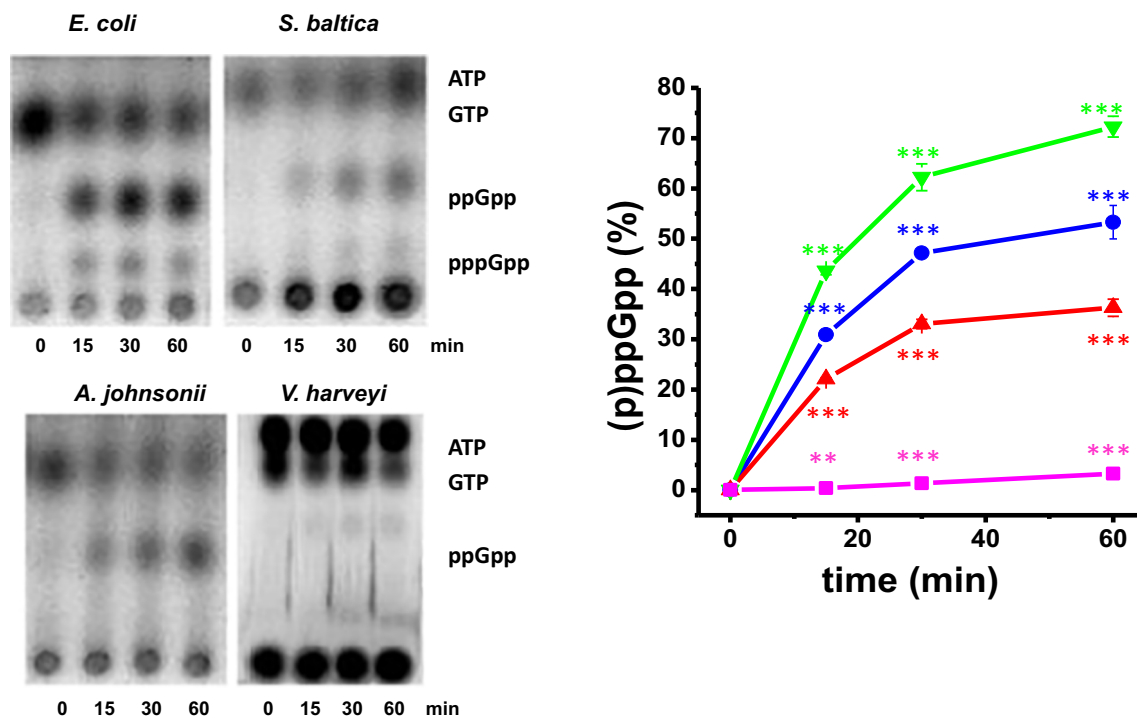 E. coli
S. baltica
ATP
GTP
ppGpp
pppGpp
0 15 30 60 0 15 30 60 min
A. johnsonii
V. harveyi
ATP
GTP
ppGpp
0 15 30 60 0 15 30 60 min
(p)ppGpp (%)
80
70
60
50
40
30
20
10
0
***
***
***
***
***
***
***
***
***
**
***
***
0 20 40 60
time (min)